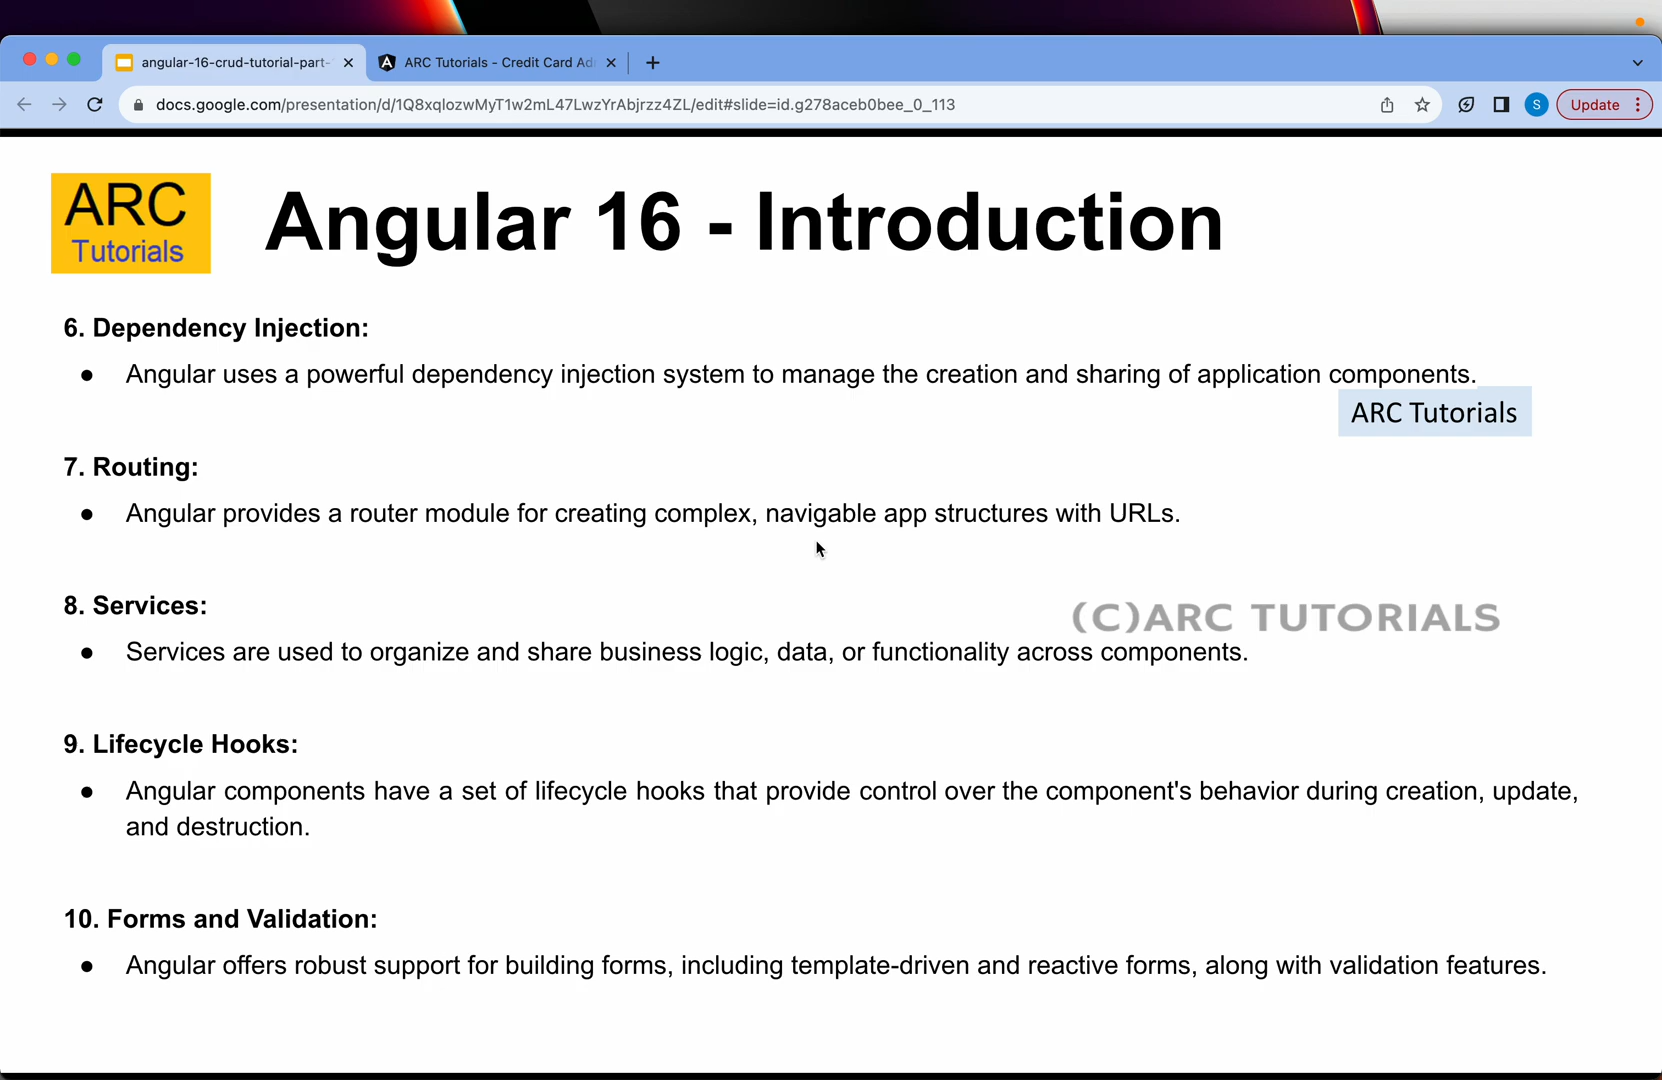 angular-16-crud-tutorial-part-
ARC Tutorials - Credit Card Ad
docs.google.com/presentation/d/1Q8xqlozwMyT1w2mL47LwzYrAbjrzz4ZL/edit#slide=id.g278aceb0bee_0_113
S
Update
ARC
Tutorials
Angular 16 - Introduction
6. Dependency Injection:
● Angular uses a powerful dependency injection system to manage the creation and sharing of application components.
ARC Tutorials
7. Routing:
● Angular provides a router module for creating complex, navigable app structures with URLs.
8. Services:
(C)ARC TUTORIALS
● Services are used to organize and share business logic, data, or functionality across components.
9. Lifecycle Hooks:
● Angular components have a set of lifecycle hooks that provide control over the component's behavior during creation, update,
and destruction.
10. Forms and Validation:
● Angular offers robust support for building forms, including template-driven and reactive forms, along with validation features.